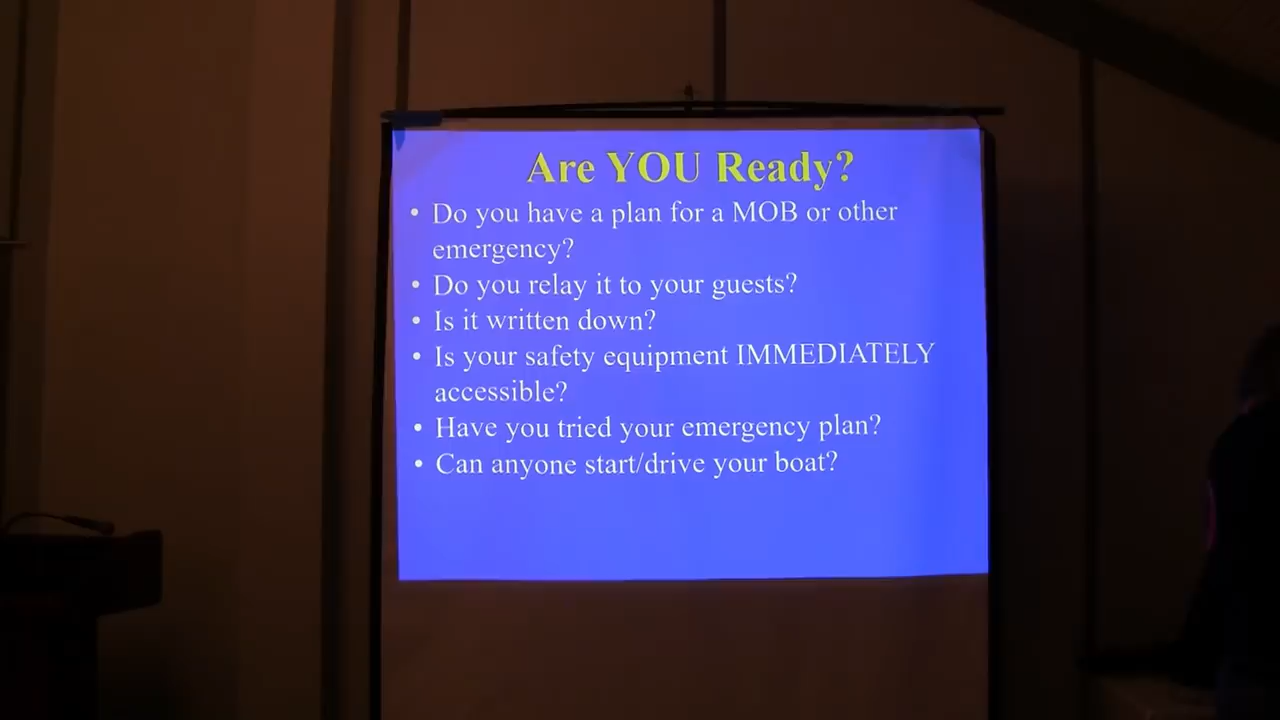 Are YOU Ready?
• Do you have a plan for a MOB or other
emergency?
• Do you relay it to your guests?
• Is it written down?
• Is your safety equipment IMMEDIATELY
accessible?
• Have you tried your emergency plan?
• Can anyone start/drive your boat?